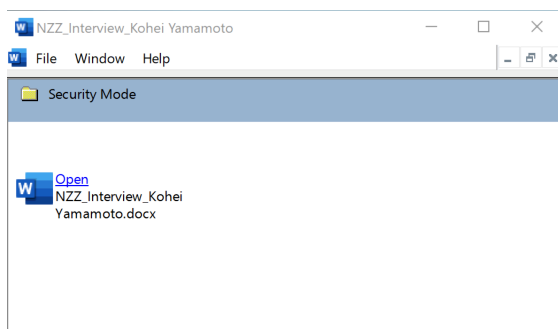 NZZ_Interview_Kohei Yamamoto
File Window Help
Security Mode
Open
NZZ_Interview_Kohei
Yamamoto.docx